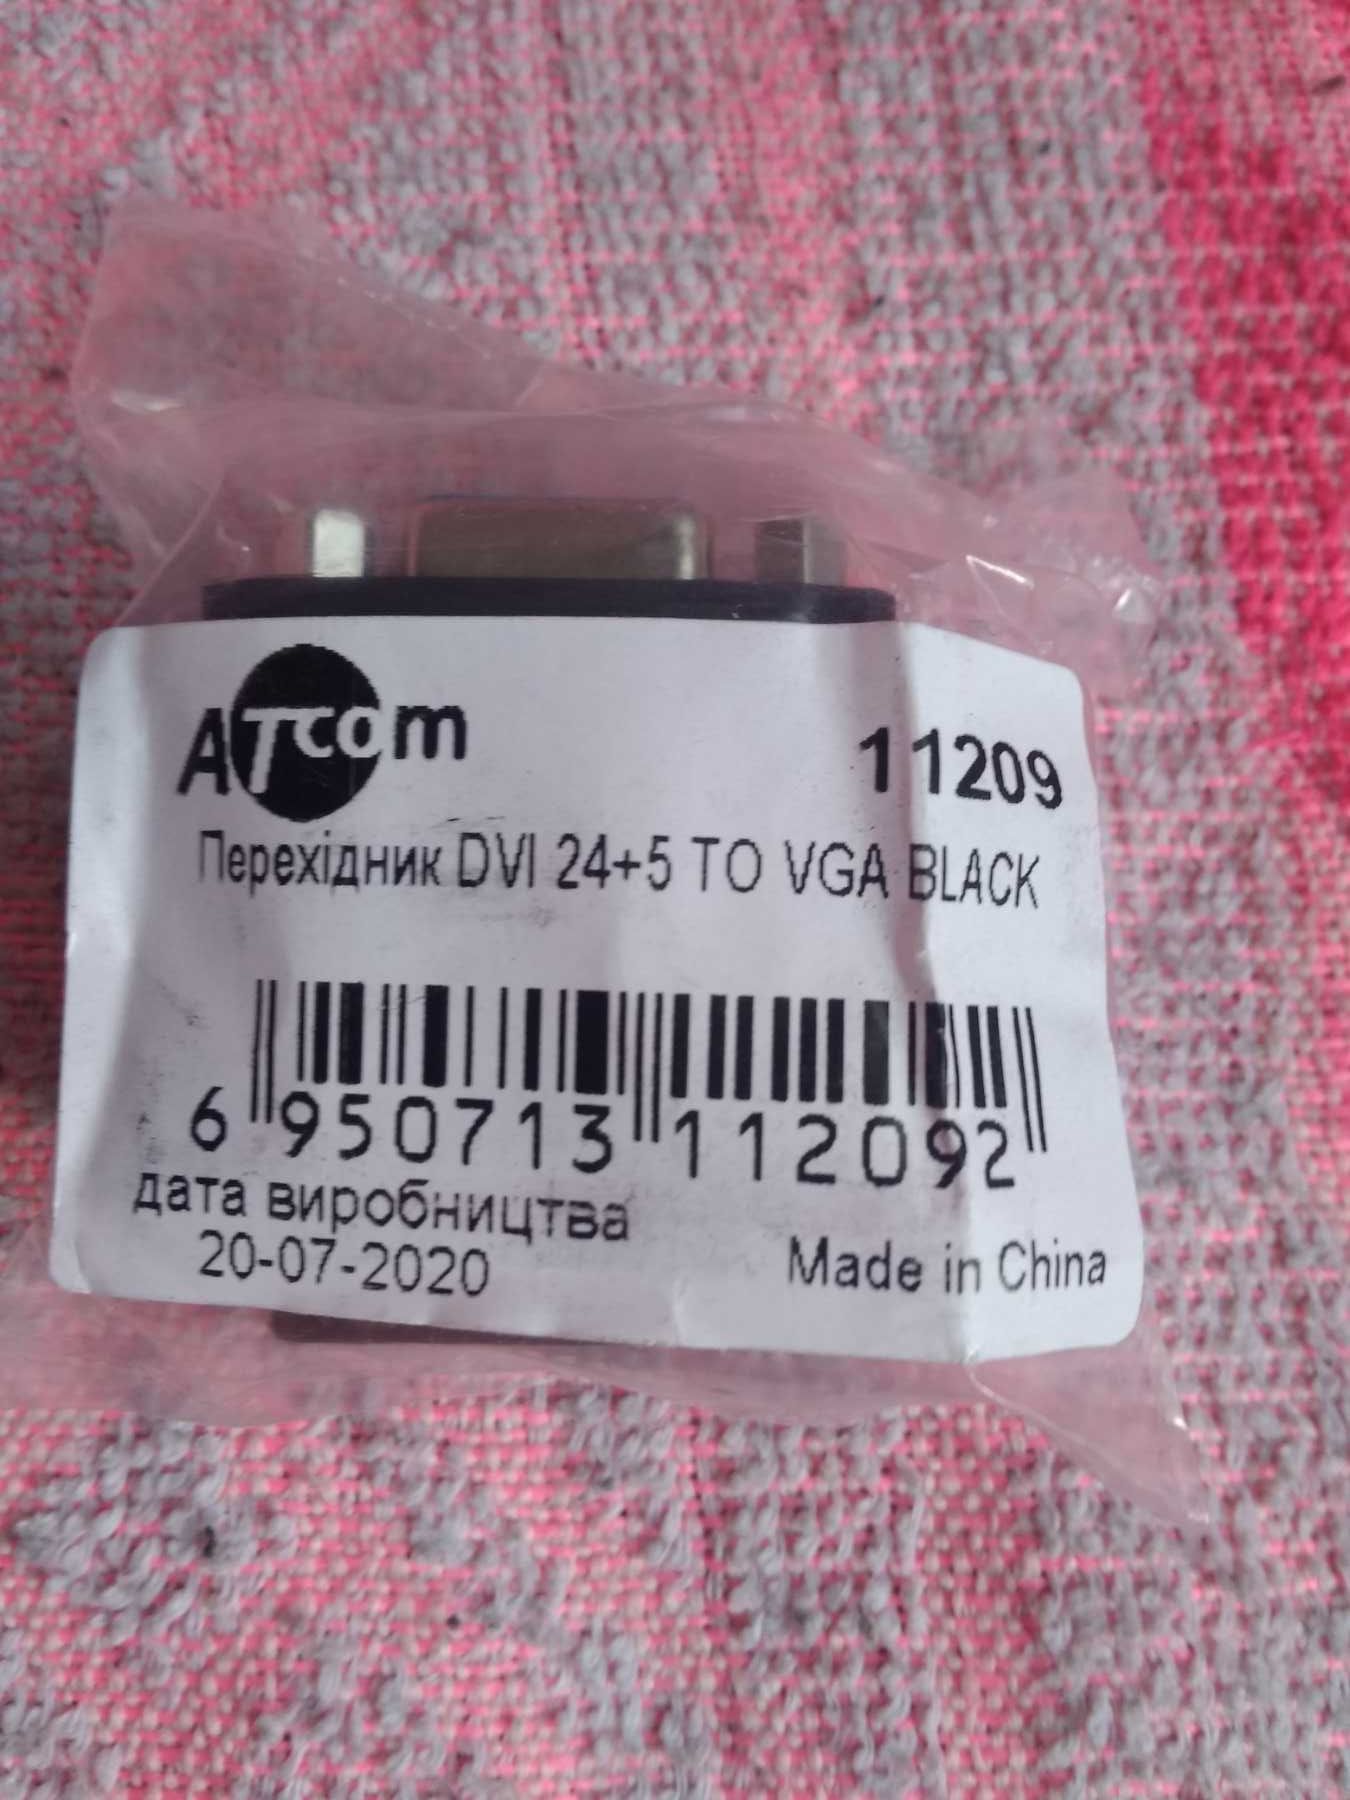 ATcom
11209
Перехідник DVI 24+5 TO VGA BLACK
6 950713 112092
дата виробництва
20-07-2020
Made in China